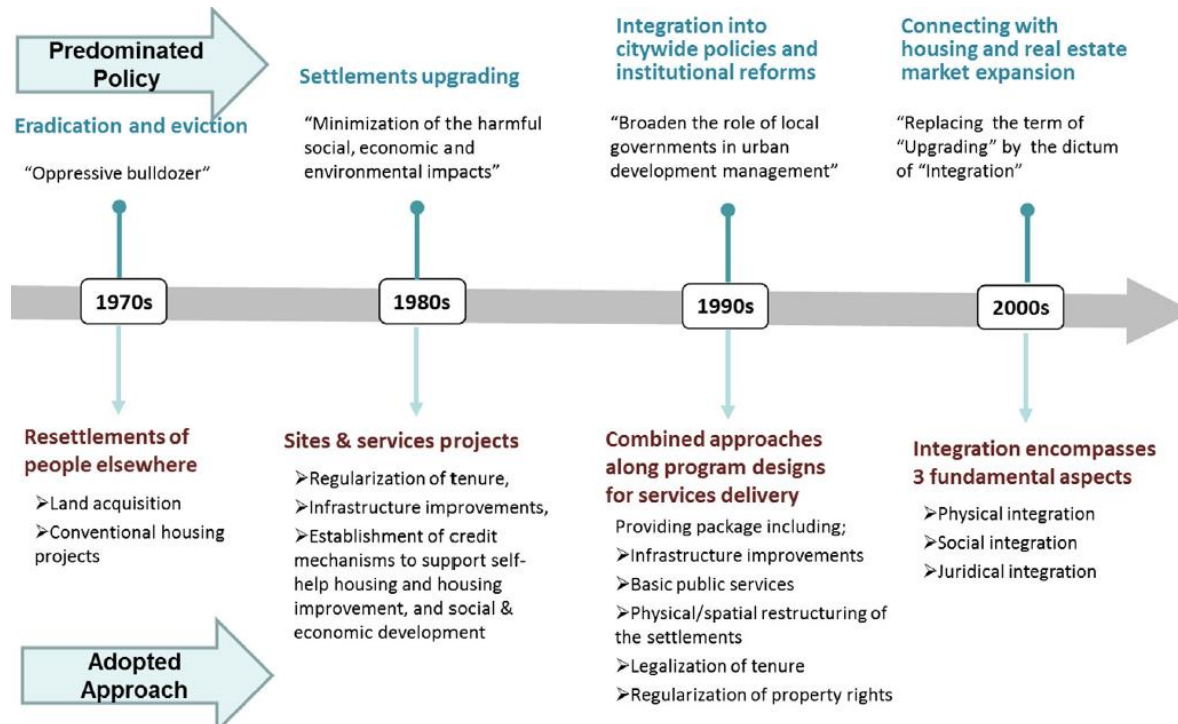 Predominated
Policy
Eradication and eviction
“Oppressive bulldozer”
Settlements upgrading
“Minimization of the harmful
social, economic and
environmental impacts”
Integration into
citywide policies and
institutional reforms
“Broaden the role of local
governments in urban
development management”
Connecting with
housing and real estate
market expansion
“Replacing the term of
“Upgrading” by the dictum
of “Integration”
1970s
1980s
1990s
2000s
Resettlements of
people elsewhere
➢Land acquisition
➢Conventional housing
projects
Sites & services projects
➢Regularization of tenure,
➢Infrastructure improvements,
➢Establishment of credit
mechanisms to support self-
help housing and housing
improvement, and social &
economic development
Combined approaches
along program designs
for services delivery
Providing package including;
➢Infrastructure improvements
➢Basic public services
➢Physical/spatial restructuring of
the settlements
➢Legalization of tenure
➢Regularization of property rights
Integration encompasses
3 fundamental aspects
➢Physical integration
➢Social integration
➢Juridical integration
Adopted
Approach